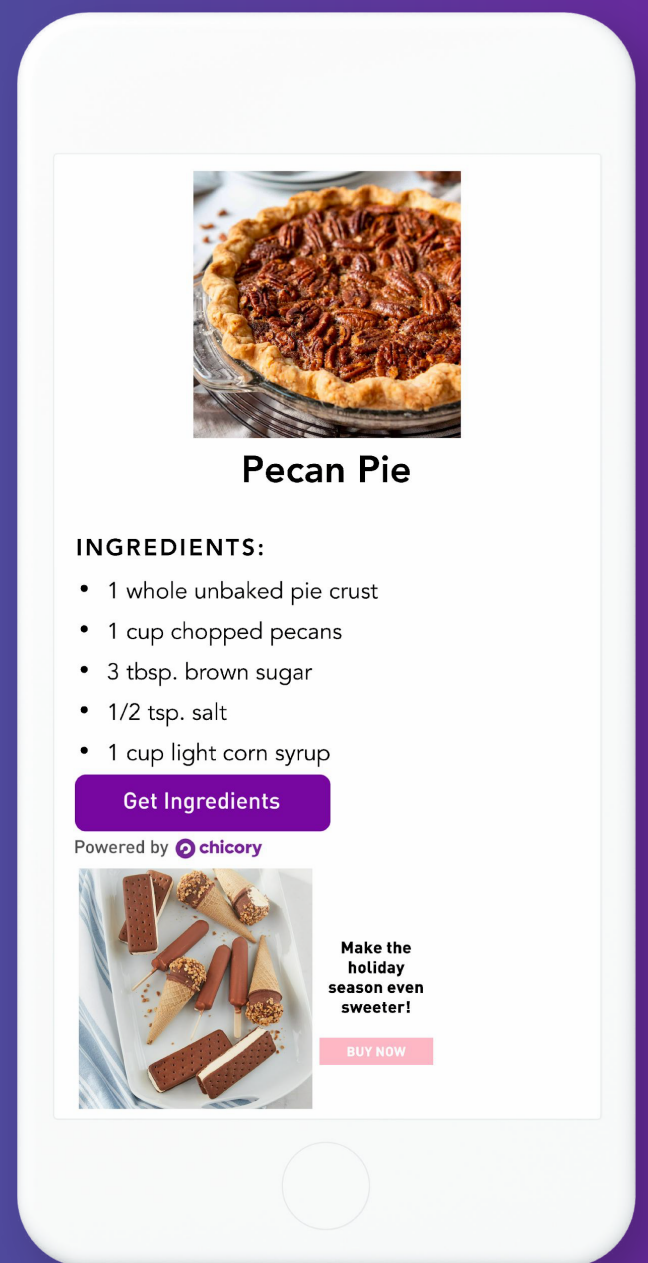 Pecan Pie
INGREDIENTS:
• 1 whole unbaked pie crust
• 1 cup chopped pecans
• 3 tbsp. brown sugar
• 1/2 tsp. salt
• 1 cup light corn syrup
Get Ingredients
Powered by chicory
Make the
holiday
season even
sweeter!
BUY NOW